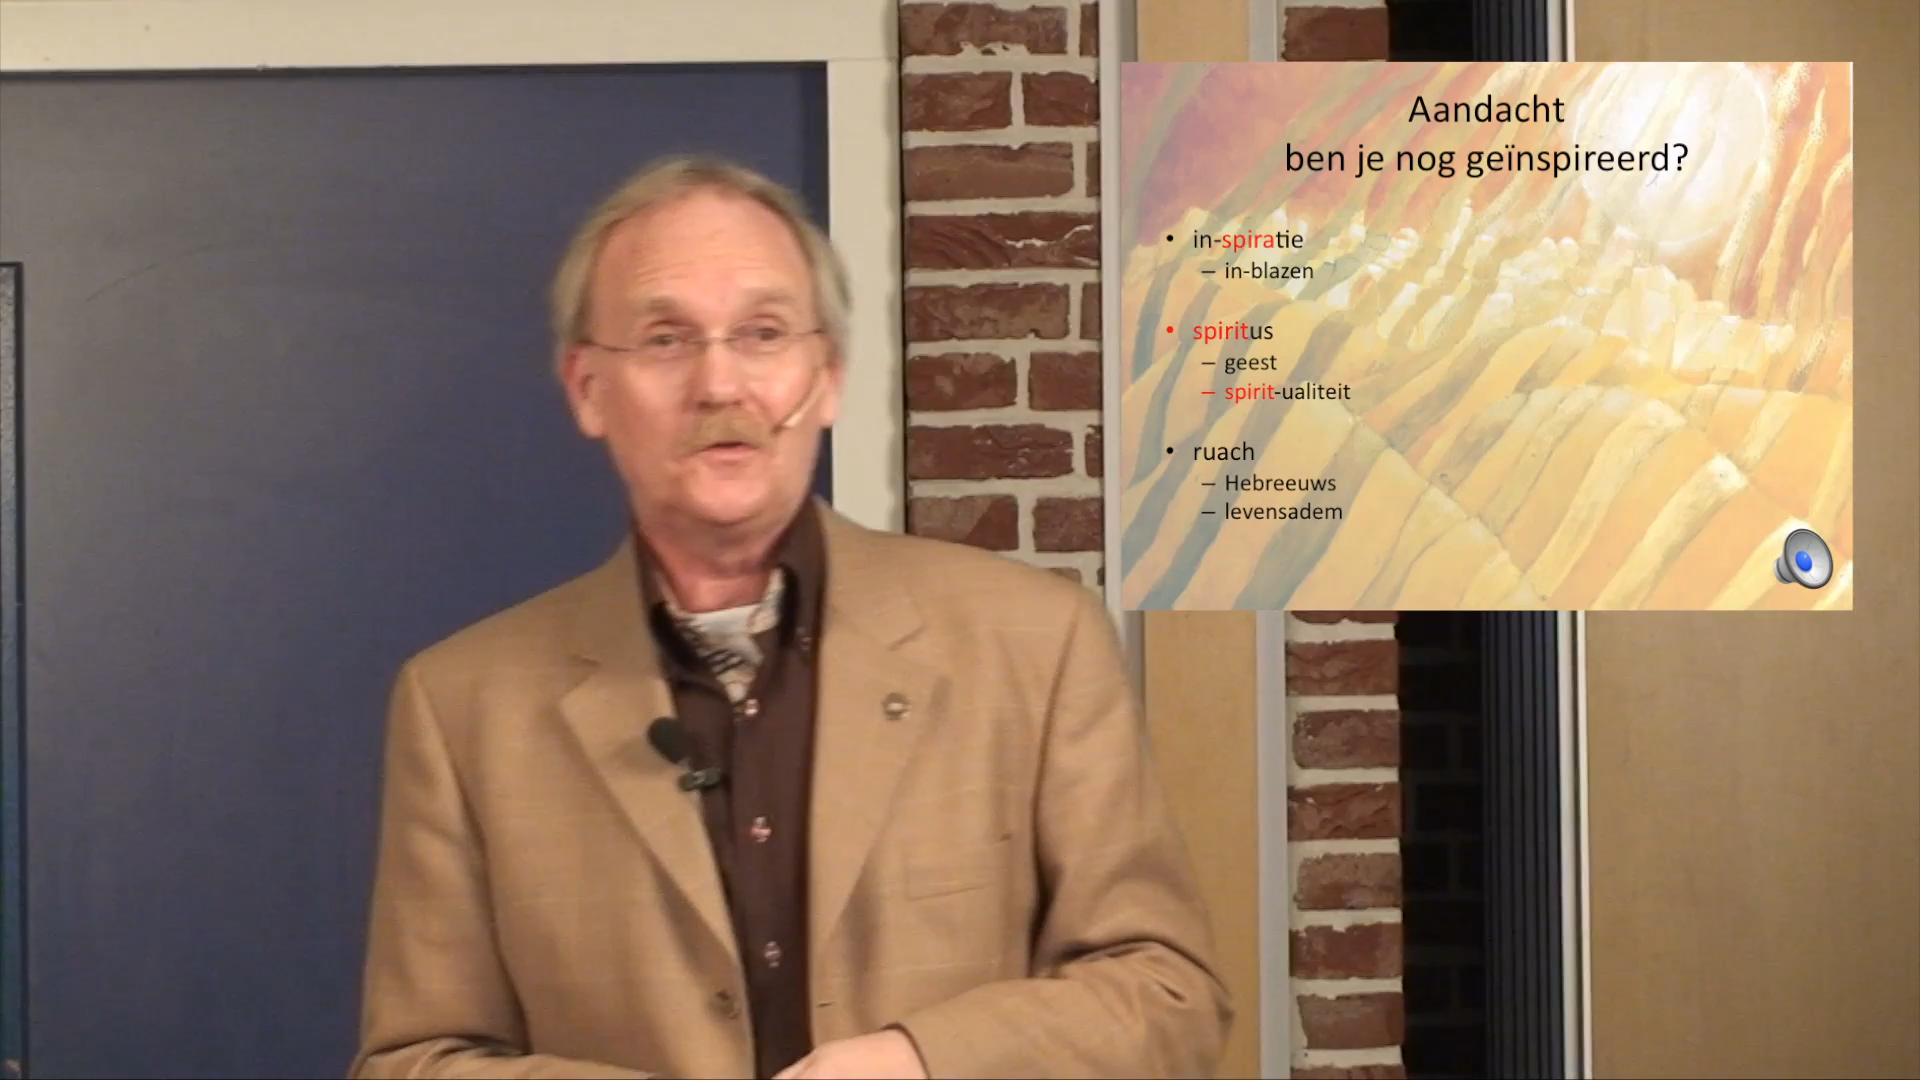 Aandacht
ben je nog geïnspireerd?
• in-spiratie
– in-blazen
• spiritus
– geest
– spirit-ualiteit
• ruach
– Hebreeuws
– levensadem